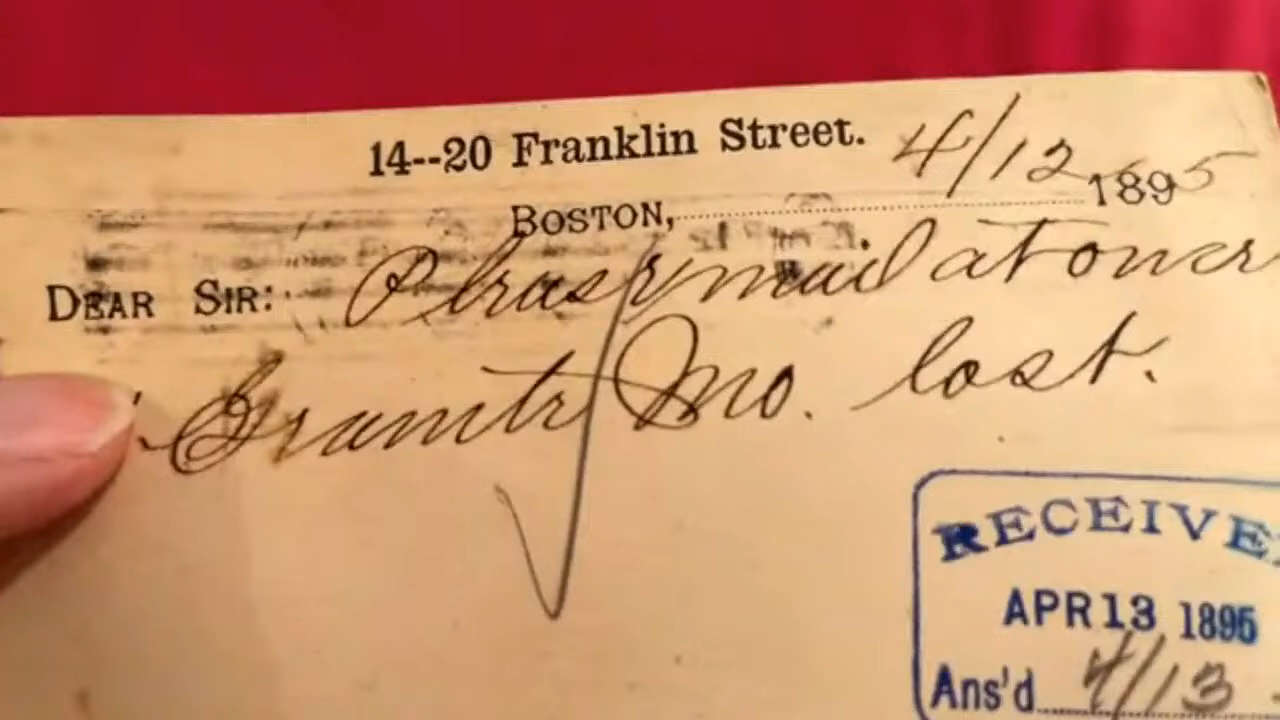 14--20 Franklin Street.
4/12 1895
BOSTON,
DEAR SIR: Please mail at once
Granite Mo. lost.
RECEIVE
APR 13 1895
Ans'd 4/13